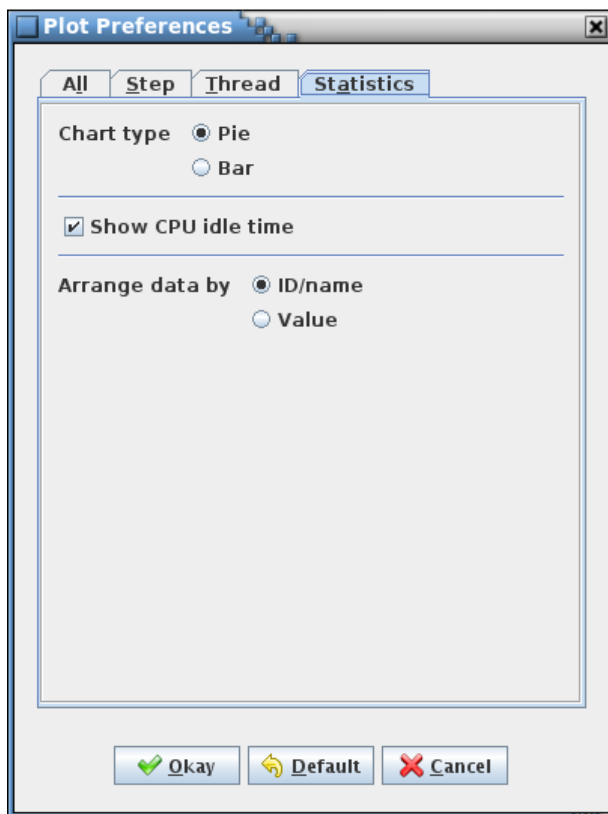 Plot Preferences
All Step Thread Statistics
Chart type Pie
Bar
Show CPU idle time
Arrange data by ID/name
Value
Okay Default Cancel